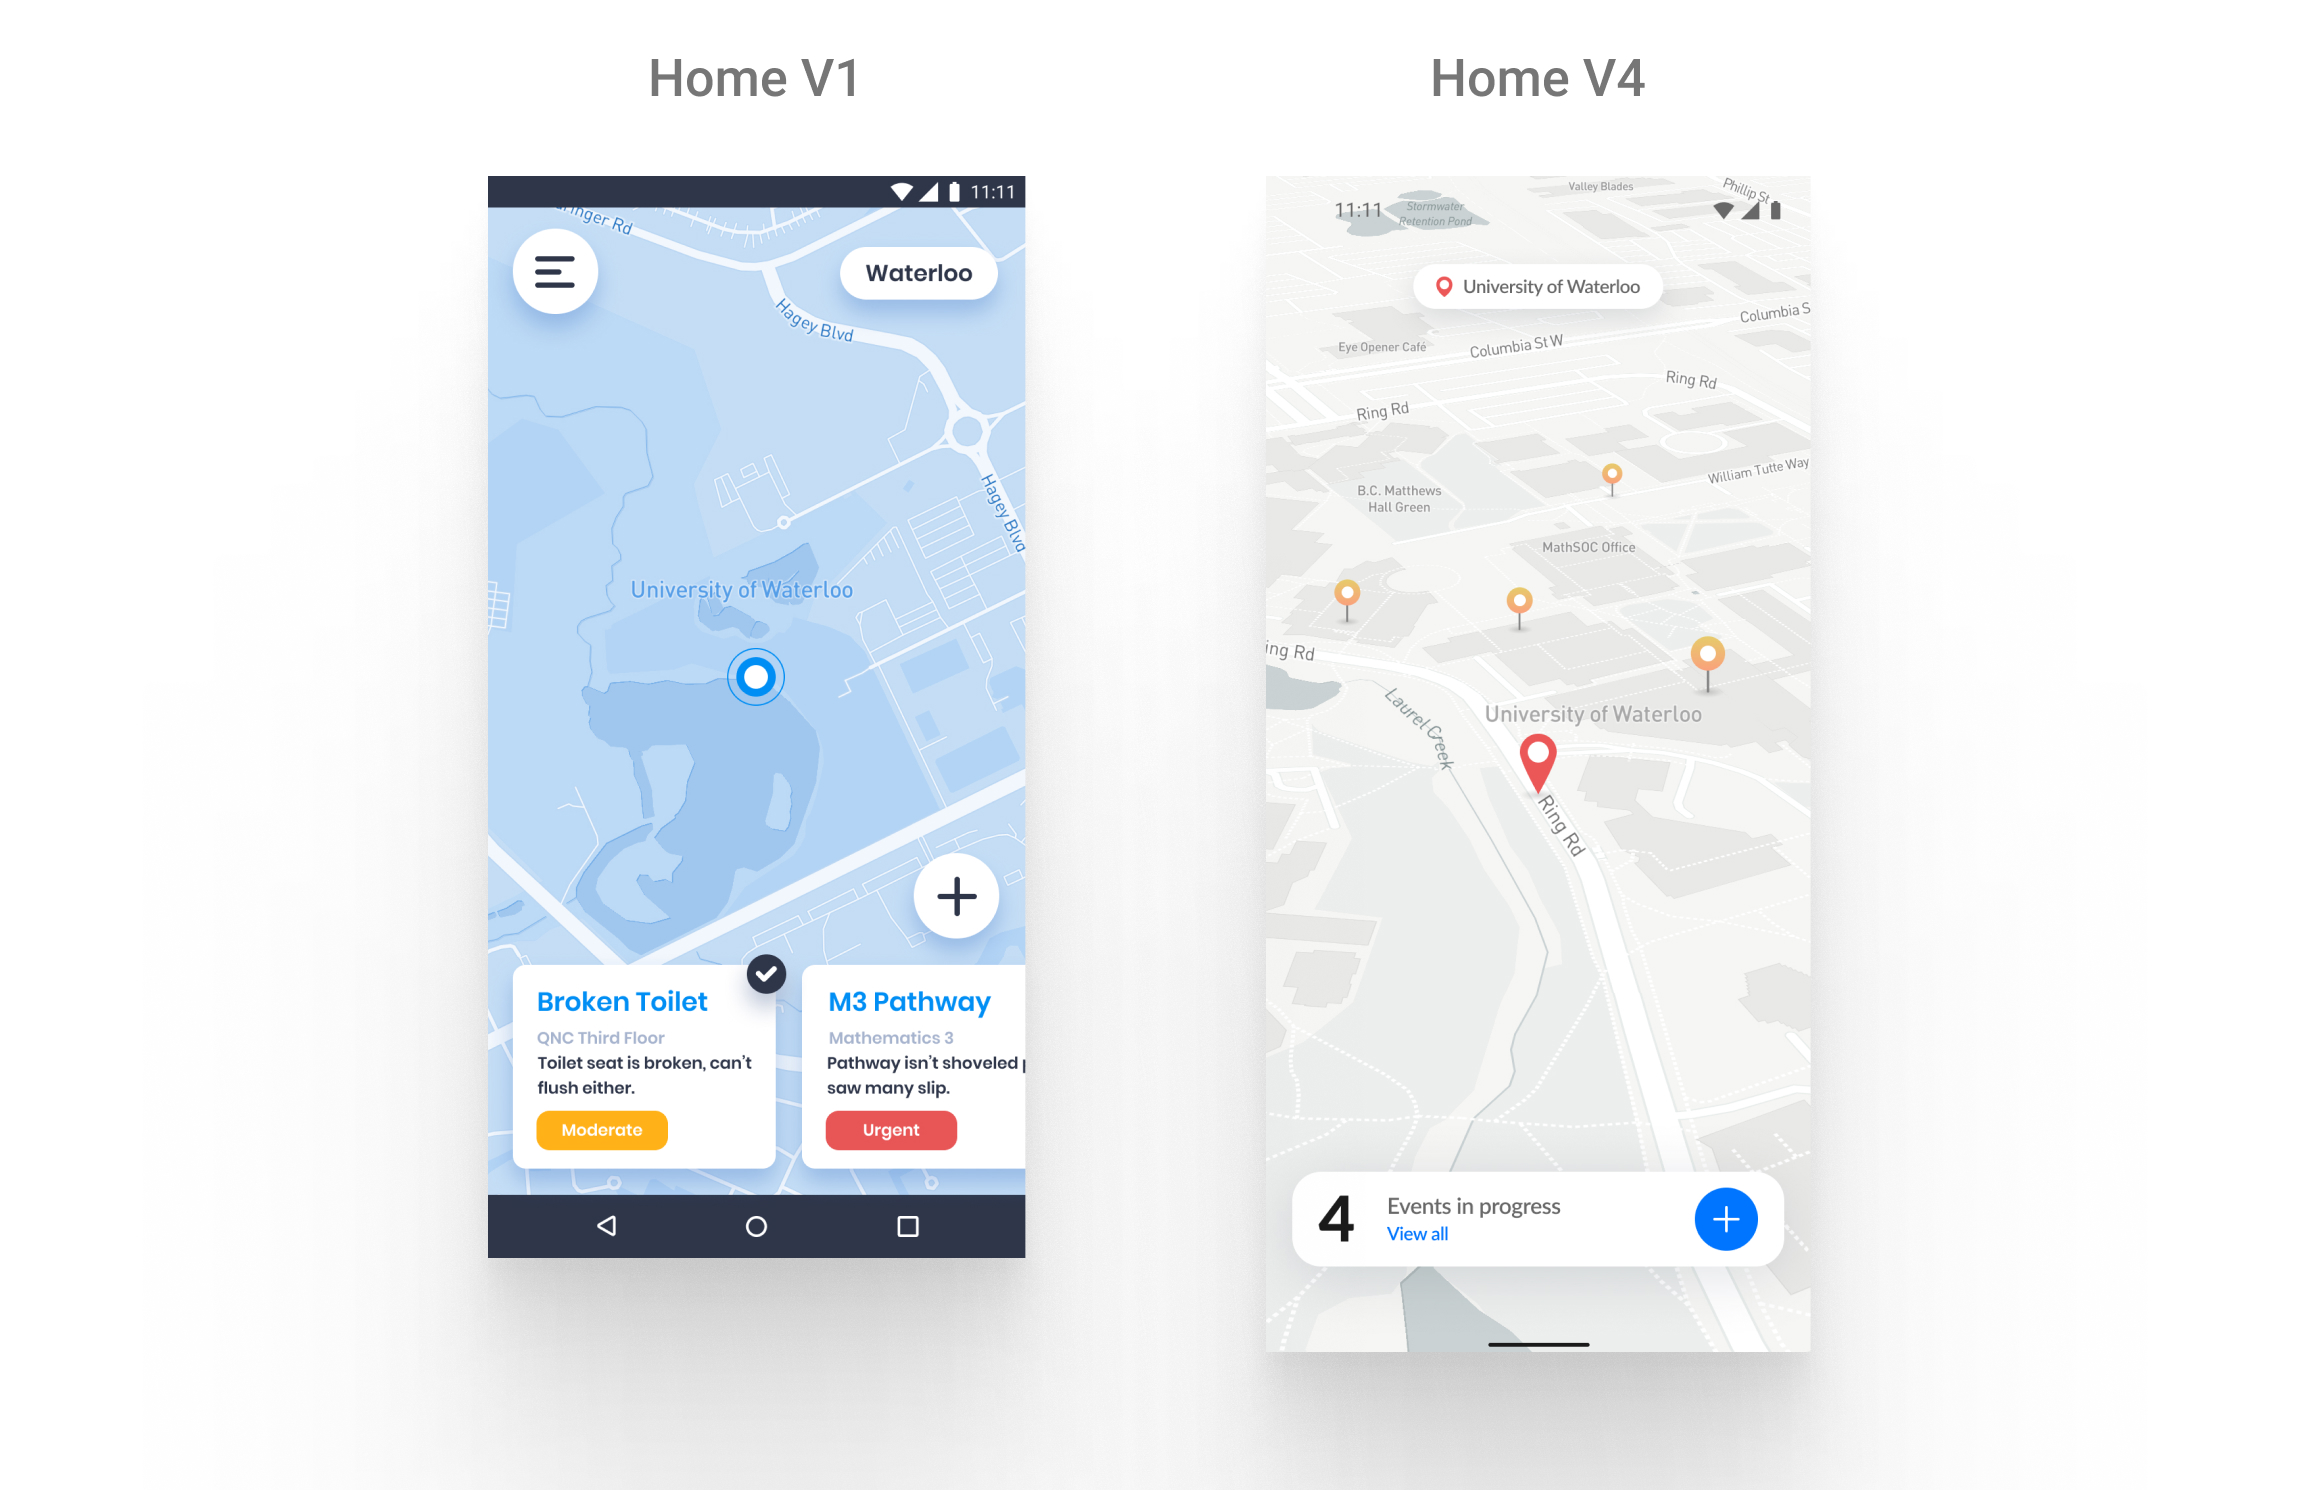 Home V1
Home V4
11:11
Hagey Blvd
Waterloo
Hagey Blvd
University of Waterloo
Broken Toilet
QNC Third Floor
Toilet seat is broken, can't
flush either.
Moderate
M3 Pathway
Mathematics 3
Pathway isn't shoveled
saw many slip.
Urgent
11:11
Stormwater
Retention Pond
Valley Blades
Phillip St
University of Waterloo
Columbia S
Eye Opener Café
Columbia St W
Ring Rd
Ring Rd
William Tutte Way
B.C. Matthews
Hall Green
MathSOC Office
ing Rd
Laurel Creek
University of Waterloo
Ring Rd
4
Events in progress
View all